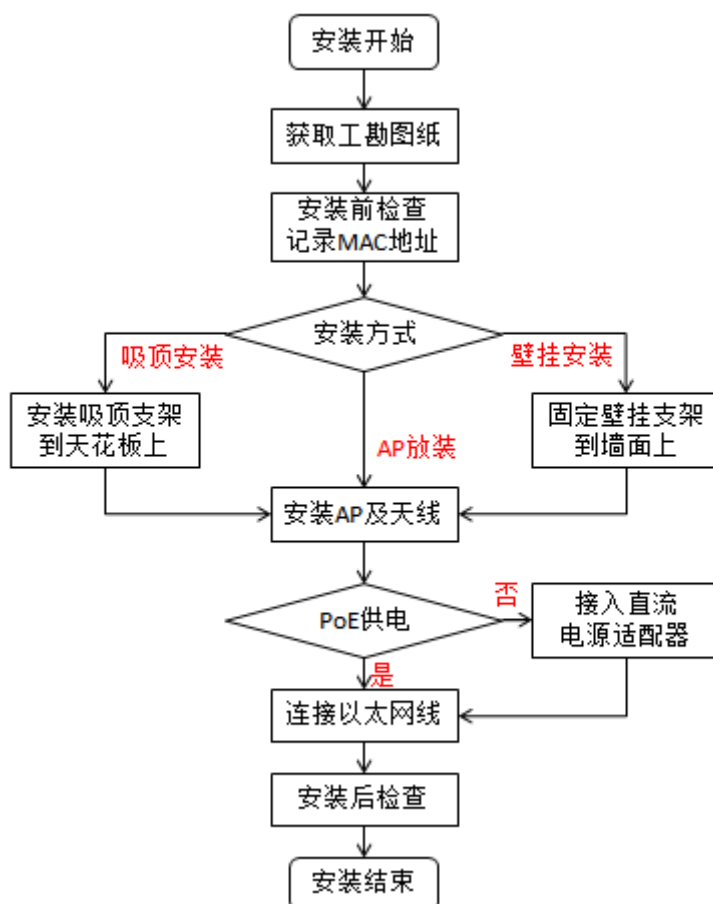 安装开始
获取工勘图纸
安装前检查
记录MAC地址
安装方式
吸顶安装
壁挂安装
安装吸顶支架
到天花板上
固定壁挂支架
到墙面上
AP放装
安装AP及天线
PoE供电
否
接入直流
电源适配器
是
连接以太网线
安装后检查
安装结束